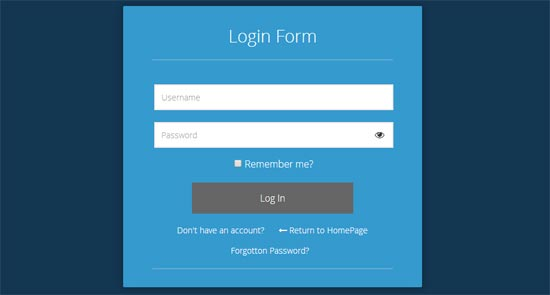 Login Form
Username
Password
Remember me?
Log In
Don't have an account? Return to HomePage
Forgotton Password?